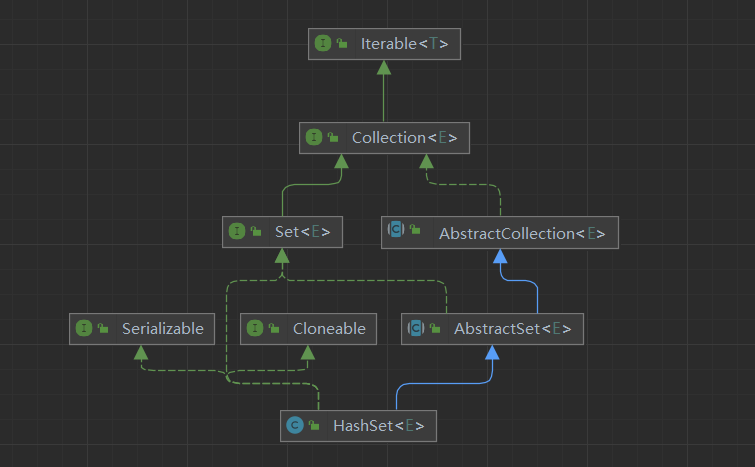 I Iterable<T>
I Collection<E>
I Set<E>
C AbstractCollection<E>
I Serializable
I Cloneable
C AbstractSet<E>
C HashSet<E>